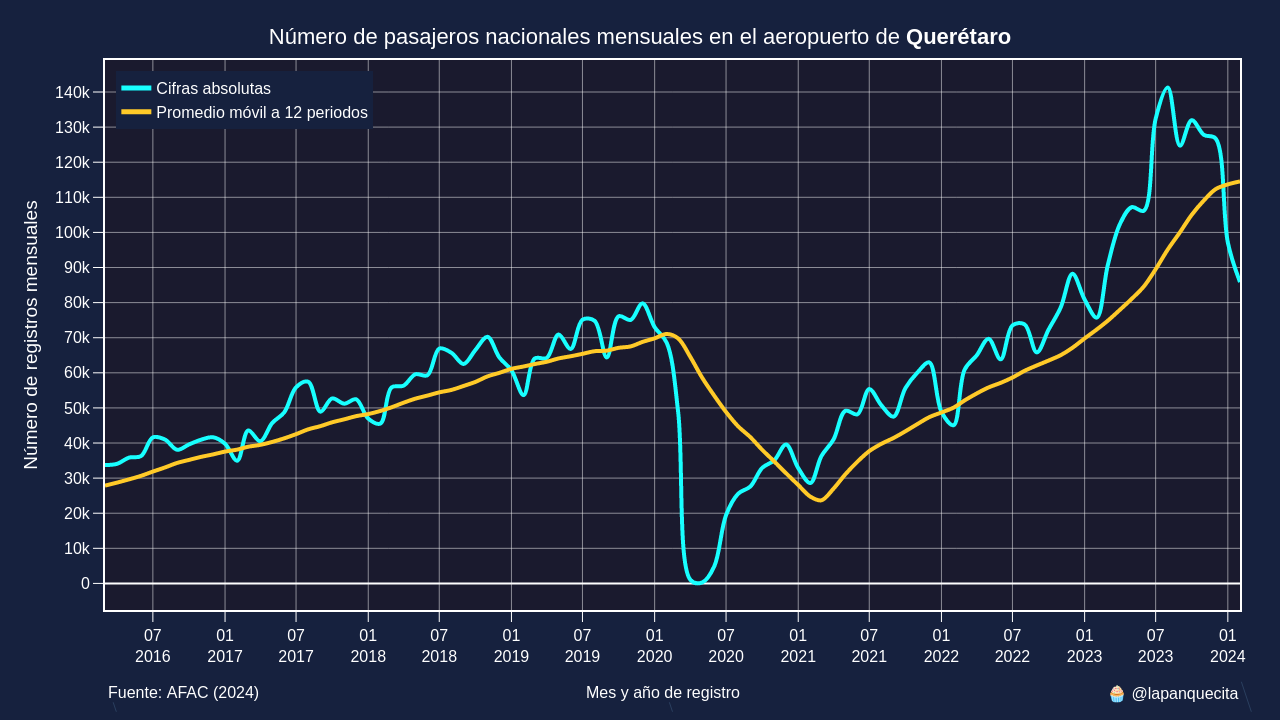 Número de pasajeros nacionales mensuales en el aeropuerto de Querétaro
Cifras absolutas
Promedio móvil a 12 periodos
Número de registros mensuales
140k
130k
120k
110k
100k
90k
80k
70k
60k
50k
40k
30k
20k
10k
0
07 01 07 01 07 01 07 01 07 01 07 01 07 01 07 01
2016 2017 2017 2018 2018 2019 2019 2020 2020 2021 2021 2022 2022 2023 2023 2024
Fuente: AFAC (2024) Mes y año de registro 🧁 @lapanquecita